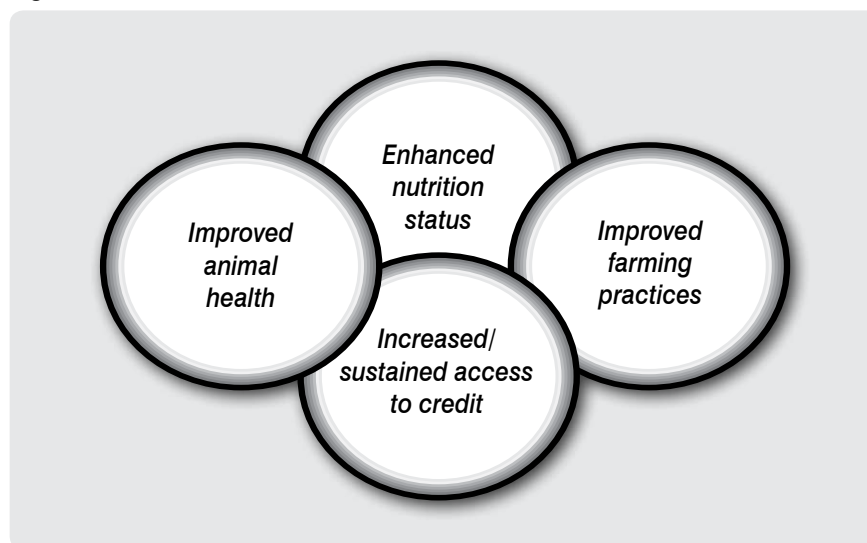 Enhanced
nutrition
status
Improved
animal
health
Improved
farming
practices
Increased/
sustained access
to credit